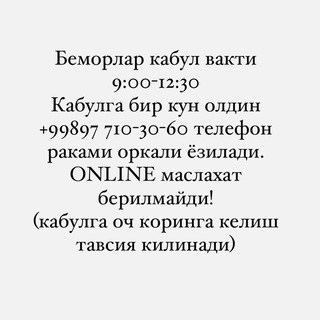 Беморлар кабул вакти
9:00-12:30
Кабулга бир кун олдин
+99897 710-30-60 телефон
раками оркали ёзилади.
ONLINE маслахат
берилмайди!
(кабулга оч коринга келиш
тавсия килинади)